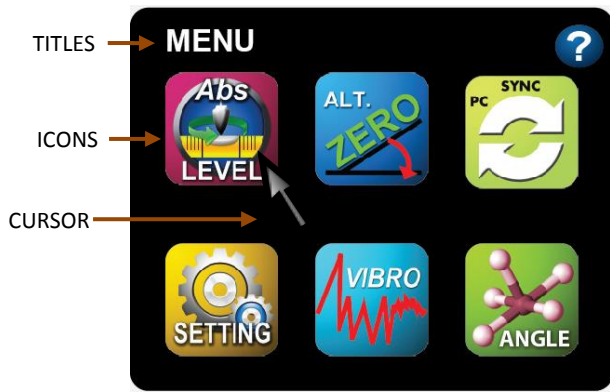 TITLES
MENU
?
ICONS
Abs
LEVEL
ALT.
ZERO
PC
SYNC
CURSOR
SETTING
VIBRO
ANGLE